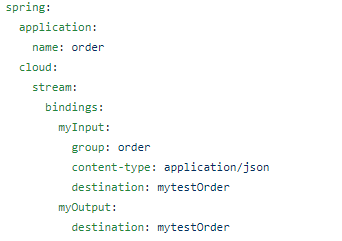 spring:
  application:
    name: order
  cloud:
    stream:
      bindings:
        myInput:
          group: order
          content-type: application/json
          destination: mytestOrder
        myOutput:
          destination: mytestOrder